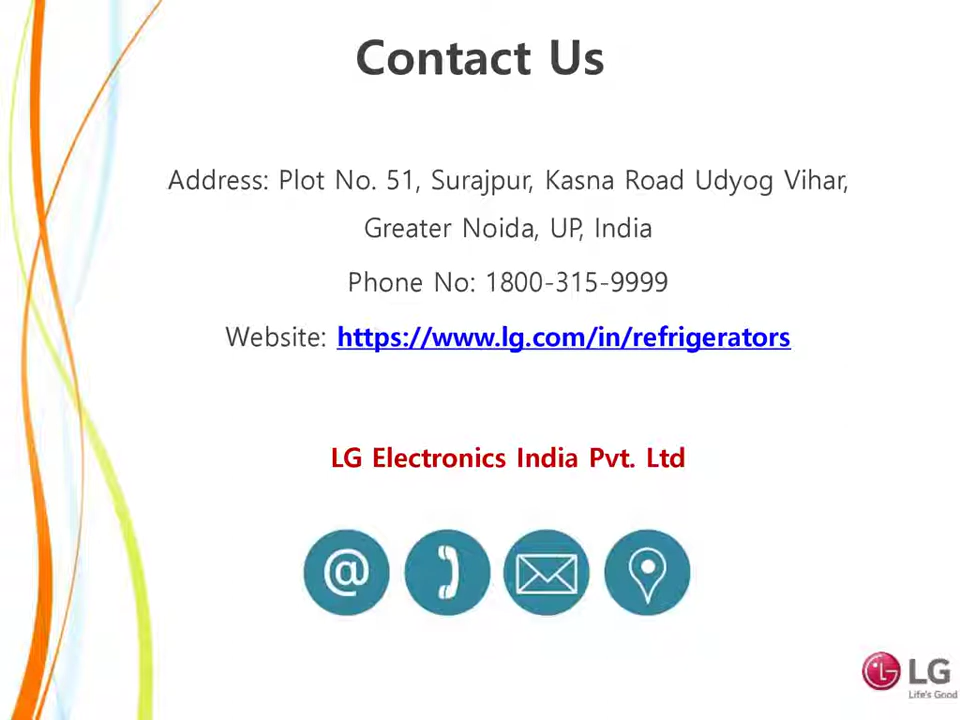 Contact Us
Address: Plot No. 51, Surajpur, Kasna Road Udyog Vihar,
Greater Noida, UP, India
Phone No: 1800-315-9999
Website: https://www.lg.com/in/refrigerators
LG Electronics India Pvt. Ltd
@
LG
Life's Good